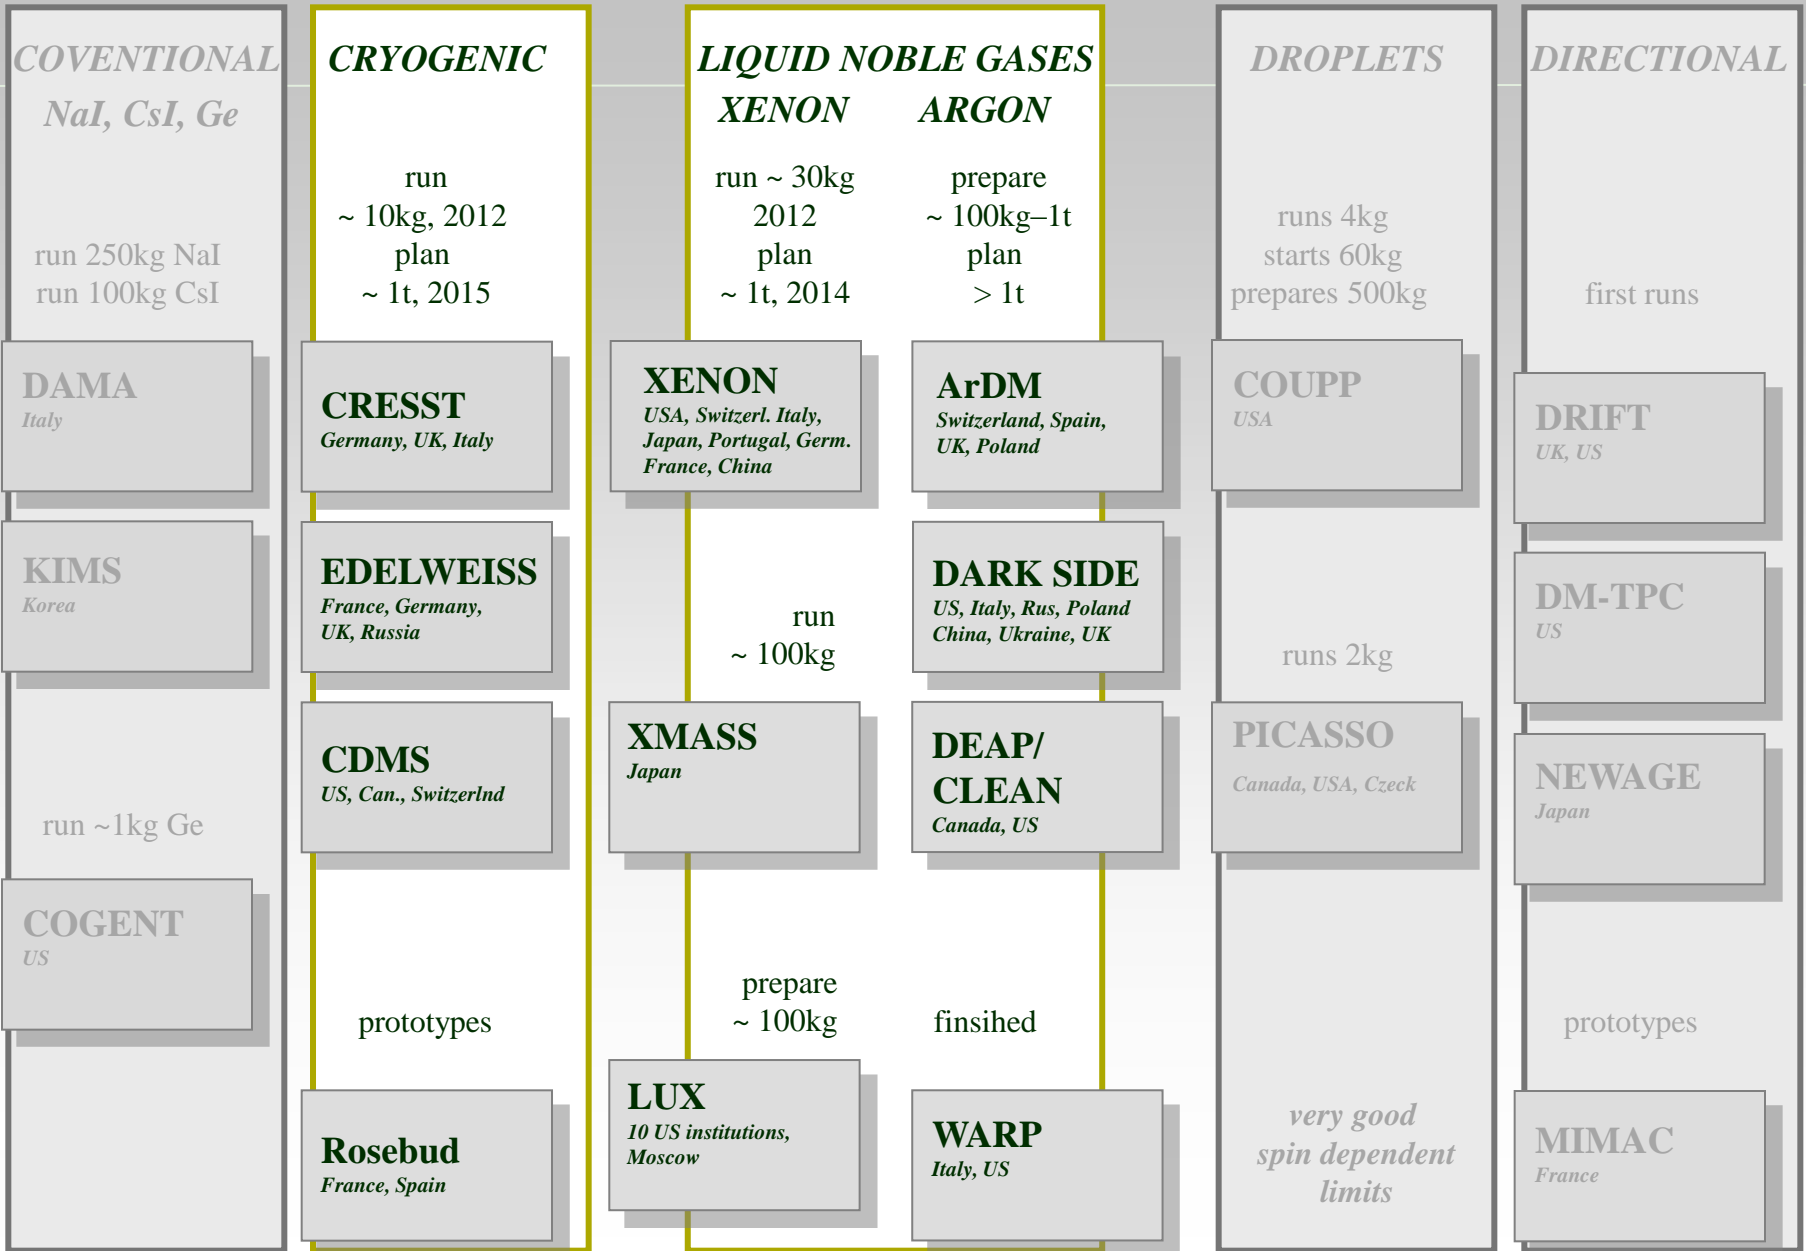 COVENTIONAL
NaI, CsI, Ge
run 250kg NaI
run 100kg CsI
DAMA
Italy
KIMS
Korea
run ~1kg Ge
COGENT
US
CRYOGENIC
run
~ 10kg, 2012
plan
~ 1t, 2015
CRESST
Germany, UK, Italy
EDELWEISS
France, Germany,
UK, Russia
CDMS
US, Can., Switzerlnd
prototypes
Rosebud
France, Spain
LIQUID NOBLE GASES
XENON
run ~ 30kg
2012
plan
~ 1t, 2014
XENON
USA, Switzerl. Italy,
Japan, Portugal, Germ.
France, China
run
~ 100kg
XMASS
Japan
prepare
~ 100kg
LUX
10 US institutions,
Moscow
ARGON
prepare
~ 100kg–1t
plan
> 1t
ArDM
Switzerland, Spain,
UK, Poland
DARK SIDE
US, Italy, Rus, Poland
China, Ukraine, UK
DEAP/
CLEAN
Canada, US
finsihed
WARP
Italy, US
DROPLETS
runs 4kg
starts 60kg
prepares 500kg
COUPP
USA
runs 2kg
PICASSO
Canada, USA, Czeck
very good
spin dependent
limits
DIRECTIONAL
first runs
DRIFT
UK, US
DM-TPC
US
NEWAGE
Japan
prototypes
MIMAC
France